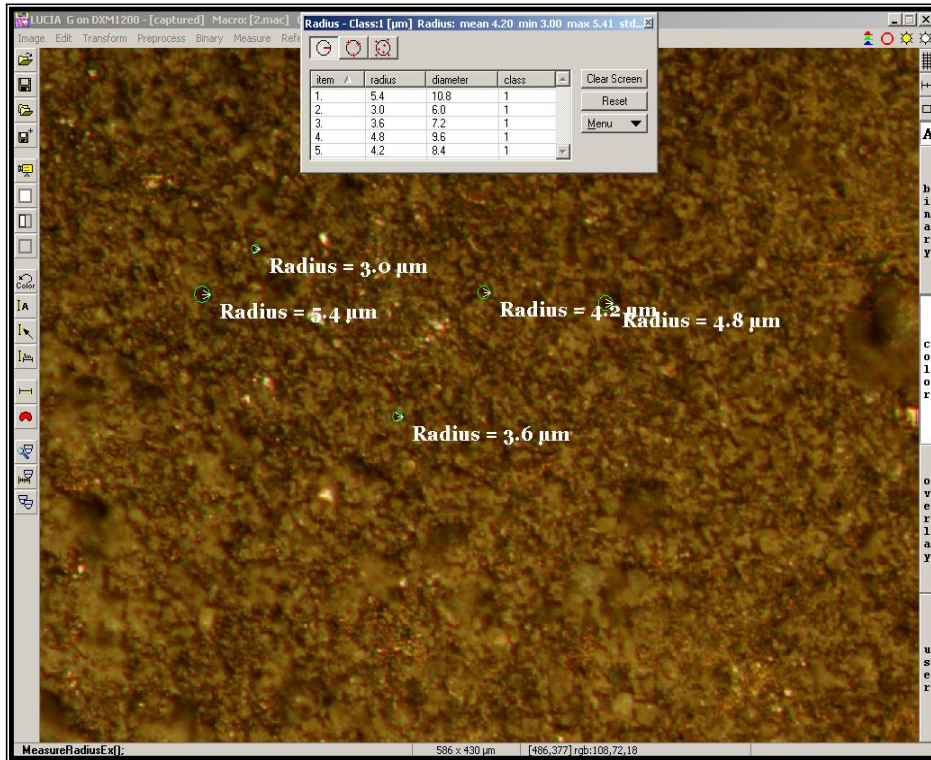 LUCIA G on DXM1200 - [captured] Macro: [2.mac]
Image Edit Transform Preprocess Binary Measure Refe
Radius - Class:1 [µm] Radius: mean 4.20 min 3.00 max 5.41 std...
item radius diameter class
1. 5.4 10.8 1
2. 3.0 6.0 1
3. 3.6 7.2 1
4. 4.8 9.6 1
5. 4.2 8.4 1
Clear Screen
Reset
Menu
Color
A
binary
color
overlay
user
Radius = 3.0 µm
Radius = 5.4 µm
Radius = 4.2 µm
Radius = 4.8 µm
Radius = 3.6 µm
MeasureRadiusEx();
586 x 430 µm
[486,377] rgb:108,72,18